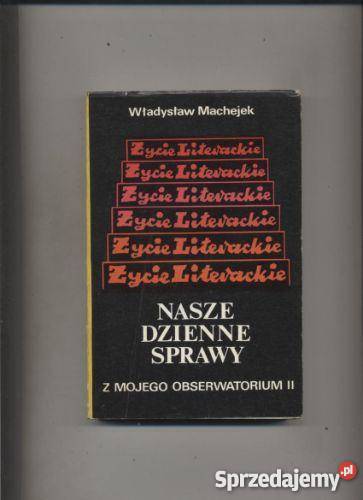 Władysław Machejek
Życie Literackie
Życie Literackie
Życie Literackie
Życie Literackie
Życie Literackie
Życie Literackie
NASZE
DZIENNE
SPRAWY
Z MOJEGO OBSERWATORIUM II
Sprzedajemy.pl